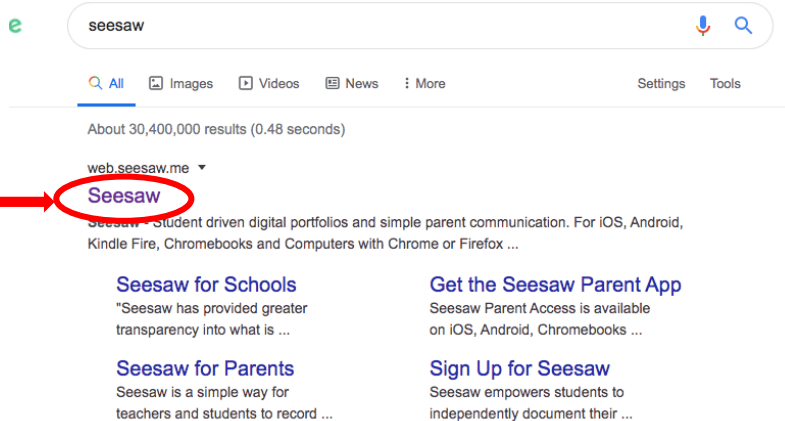 e
seesaw
All Images Videos News More Settings Tools
About 30,400,000 results (0.48 seconds)
web.seesaw.me
Seesaw
Seesaw - Student driven digital portfolios and simple parent communication. For iOS, Android,
Kindle Fire, Chromebooks and Computers with Chrome or Firefox ...
Seesaw for Schools
"Seesaw has provided greater
transparency into what is ...
Get the Seesaw Parent App
Seesaw Parent Access is available
on iOS, Android, Chromebooks ...
Seesaw for Parents
Seesaw is a simple way for
teachers and students to record ...
Sign Up for Seesaw
Seesaw empowers students to
independently document their ...